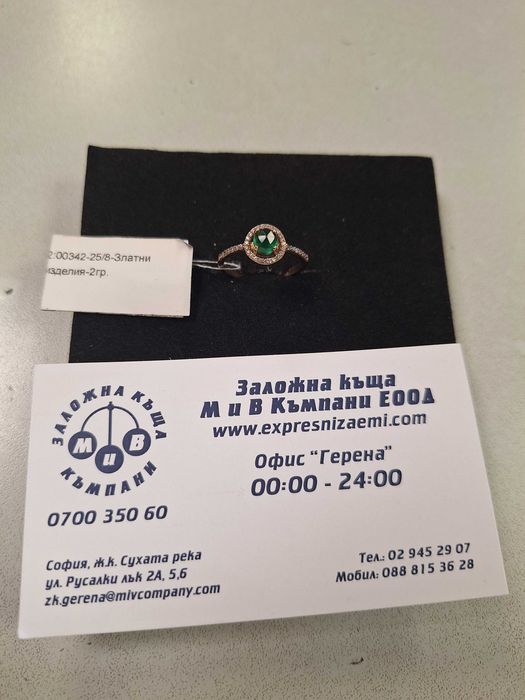 2:00342-25/8-Златни
изделия-2гр.
ЗАЛОЖНА КЪЩА
М и В
КЪМПАНИ
0700 350 60
Заложна къща
М и В Къмпани ЕООД
www.expresnizaemi.com
Офис "Герена"
00:00 - 24:00
София, ж.к. Сухата река
ул. Русалки лък 2А, 5,6
zk.gerena@mivcompany.com
Тел.: 02 945 29 07
Мобил: 088 815 36 28